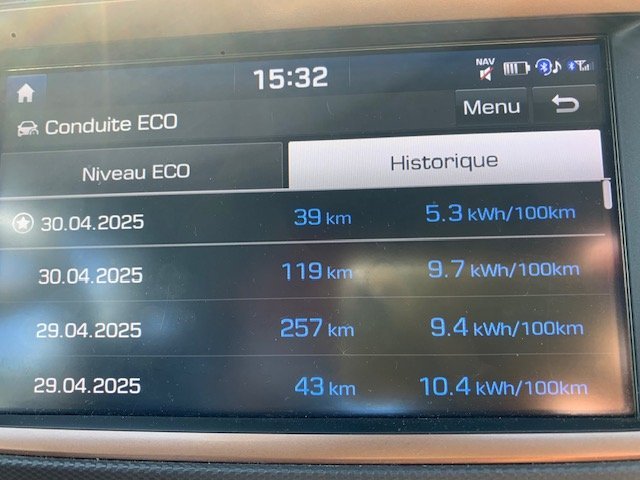 15:32 NAV
Conduite ECO Menu
Niveau ECO Historique
30.04.2025 39 km 5.3 kWh/100km
30.04.2025 119 km 9.7 kWh/100km
29.04.2025 257 km 9.4 kWh/100km
29.04.2025 43 km 10.4 kWh/100km